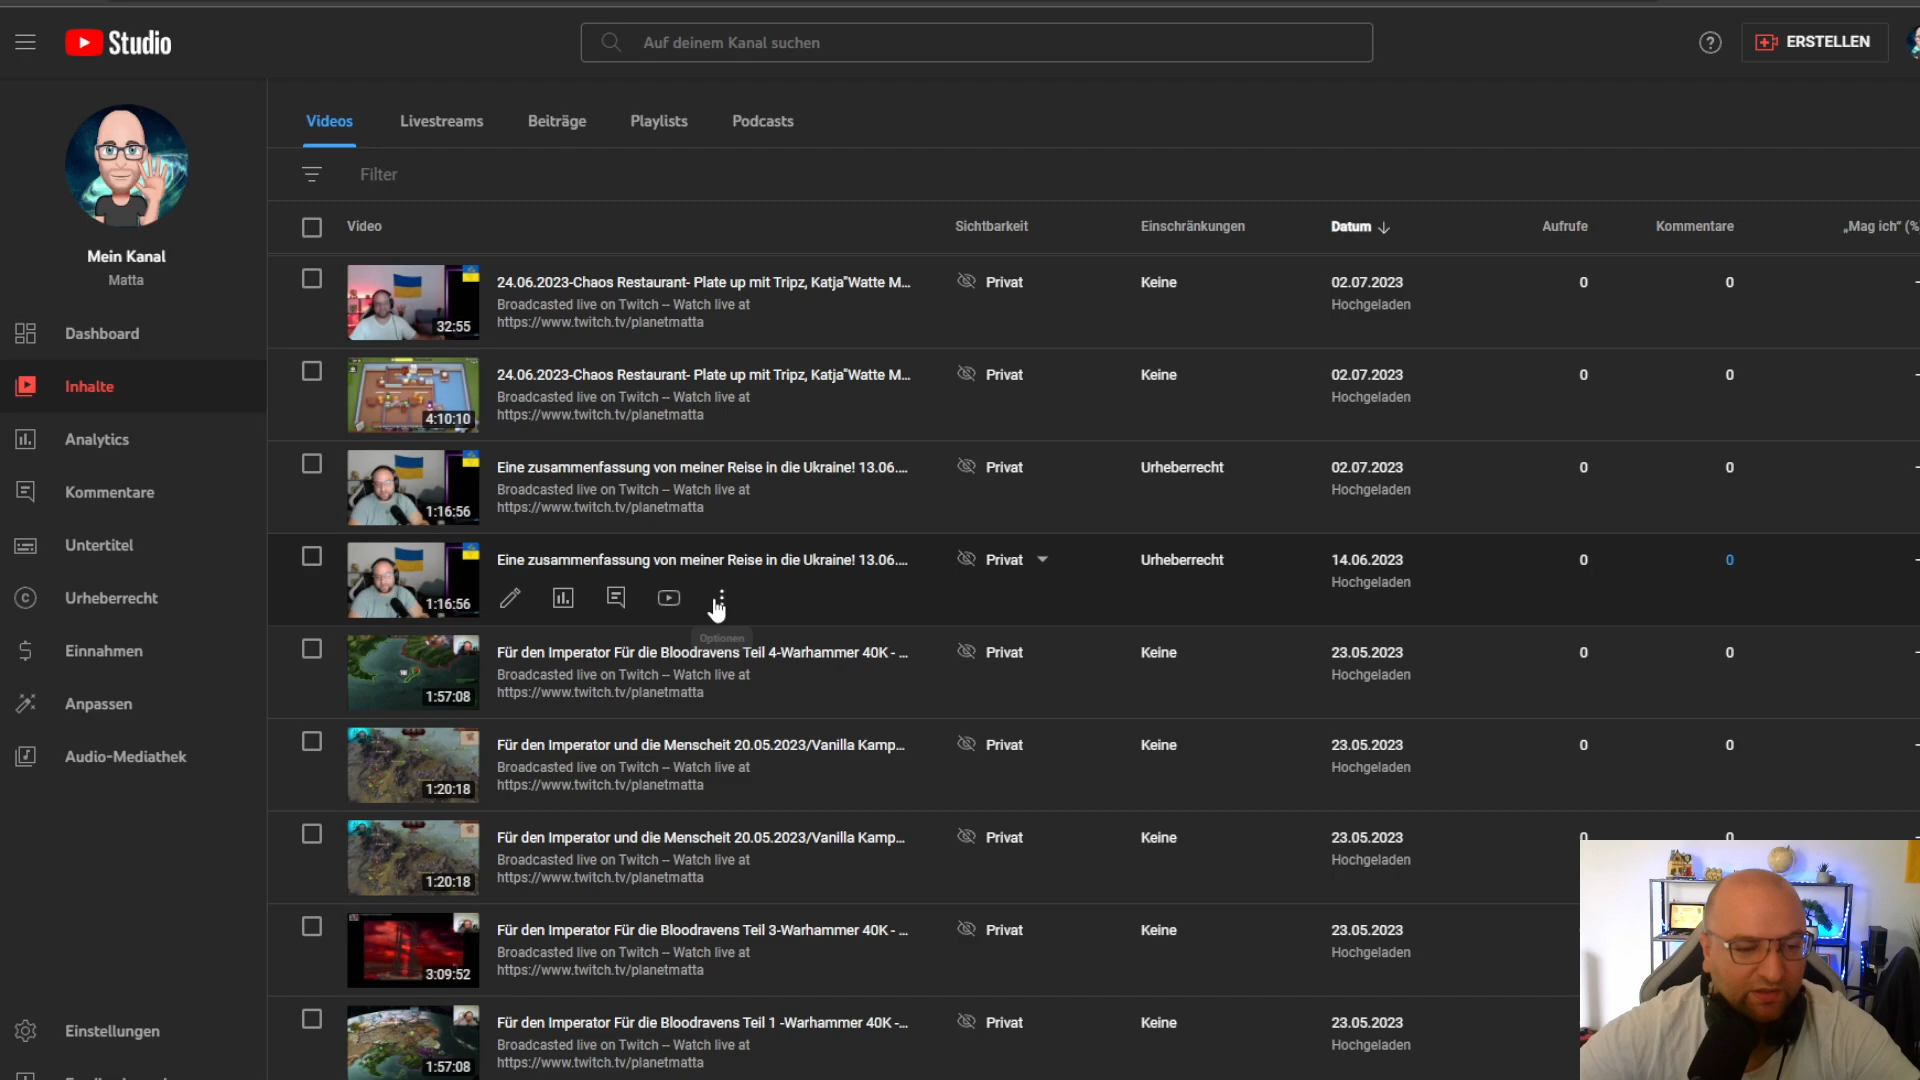 Studio
Auf deinem Kanal suchen
ERSTELLEN
Mein Kanal
Matta
Dashboard
Inhalte
Analytics
Kommentare
Untertitel
Urheberrecht
Einnahmen
Anpassen
Audio-Mediathek
Einstellungen
Videos Livestreams Beiträge Playlists Podcasts
Filter
Video Sichtbarkeit Einschränkungen Datum Aufrufe Kommentare „Mag ich“ (%
32:55
24.06.2023-Chaos Restaurant- Plate up mit Tripz, Katja"Watte M... Privat Keine 02.07.2023 0 0 -
Broadcasted live on Twitch -- Watch live at Hochgeladen
https://www.twitch.tv/planetmatta
4:10:10
24.06.2023-Chaos Restaurant- Plate up mit Tripz, Katja"Watte M... Privat Keine 02.07.2023 0 0 -
Broadcasted live on Twitch -- Watch live at Hochgeladen
https://www.twitch.tv/planetmatta
1:16:56
Eine zusammenfassung von meiner Reise in die Ukraine! 13.06.... Privat Urheberrecht 02.07.2023 0 0 -
Broadcasted live on Twitch -- Watch live at Hochgeladen
https://www.twitch.tv/planetmatta
1:16:56
Eine zusammenfassung von meiner Reise in die Ukraine! 13.06.... Privat Urheberrecht 14.06.2023 0 0 -
Hochgeladen
Optionen
1:57:08
Für den Imperator Für die Bloodravens Teil 4-Warhammer 40K - ... Privat Keine 23.05.2023 0 0 -
Broadcasted live on Twitch -- Watch live at Hochgeladen
https://www.twitch.tv/planetmatta
1:20:18
Für den Imperator und die Menscheit 20.05.2023/Vanilla Kamp... Privat Keine 23.05.2023 0 0 -
Broadcasted live on Twitch -- Watch live at Hochgeladen
https://www.twitch.tv/planetmatta
1:20:18
Für den Imperator und die Menscheit 20.05.2023/Vanilla Kamp... Privat Keine 23.05.2023 0 0 -
Broadcasted live on Twitch -- Watch live at Hochgeladen
https://www.twitch.tv/planetmatta
3:09:52
Für den Imperator Für die Bloodravens Teil 3-Warhammer 40K - ... Privat Keine 23.05.2023
Broadcasted live on Twitch -- Watch live at Hochgeladen
https://www.twitch.tv/planetmatta
1:57:08
Für den Imperator Für die Bloodravens Teil 1 -Warhammer 40K -... Privat Keine 23.05.2023
Broadcasted live on Twitch -- Watch live at Hochgeladen
https://www.twitch.tv/planetmatta